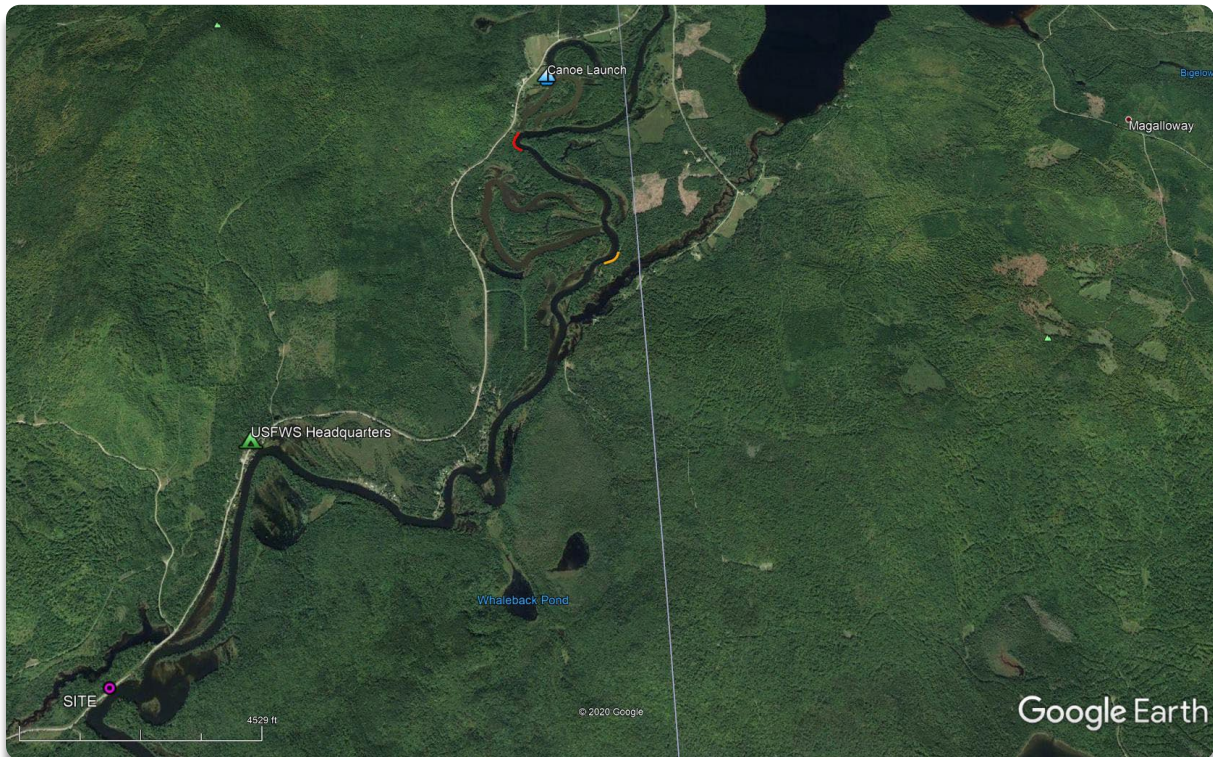 Canoe Launch
Bigelow
Magalloway
USFWS Headquarters
Whaleback Pond
SITE
4529 ft
© 2020 Google
Google Earth